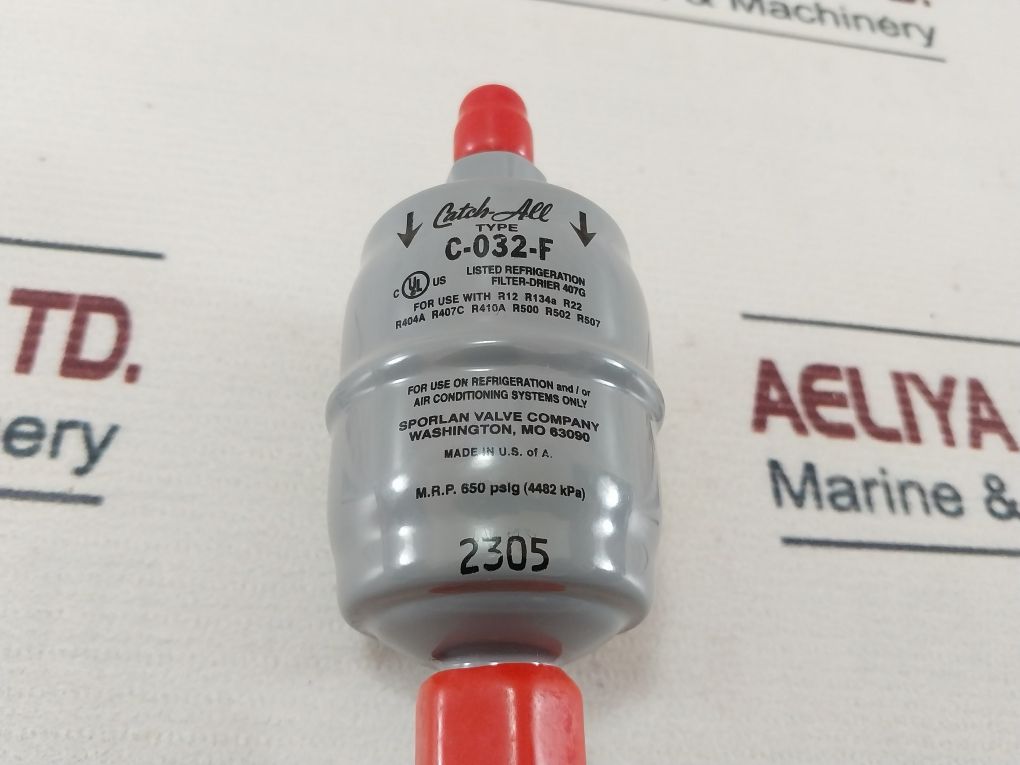 & Machinery
Catch-All
TYPE
C-032-F
C UL US
LISTED REFRIGERATION
FILTER-DRIER 407G
FOR USE WITH R12 R134a R22
R404A R407C R410A R500 R502 R507
FOR USE ON REFRIGERATION and / or
AIR CONDITIONING SYSTEMS ONLY
SPORLAN VALVE COMPANY
WASHINGTON, MO 63090
MADE IN U.S. of A.
M.R.P. 650 psig (4482 kPa)
2305
TD.
ery
AELIYA
Marine &